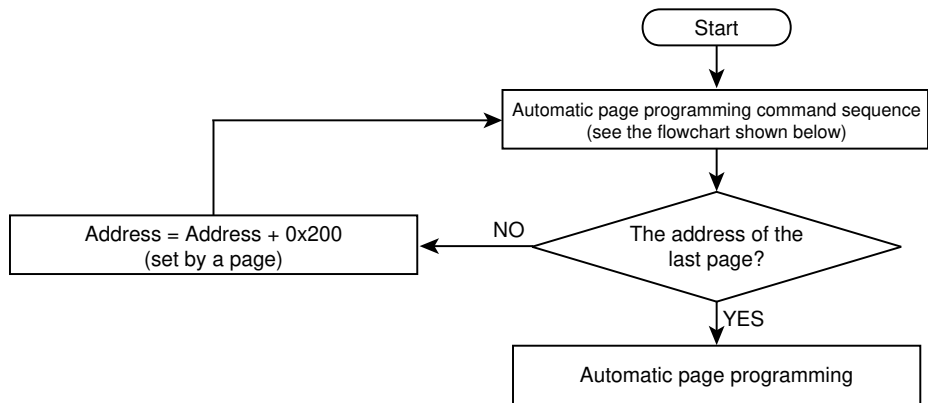 Start
Automatic page programming command sequence
(see the flowchart shown below)
Address = Address + 0x200
(set by a page)
NO
The address of the
last page?
YES
Automatic page programming